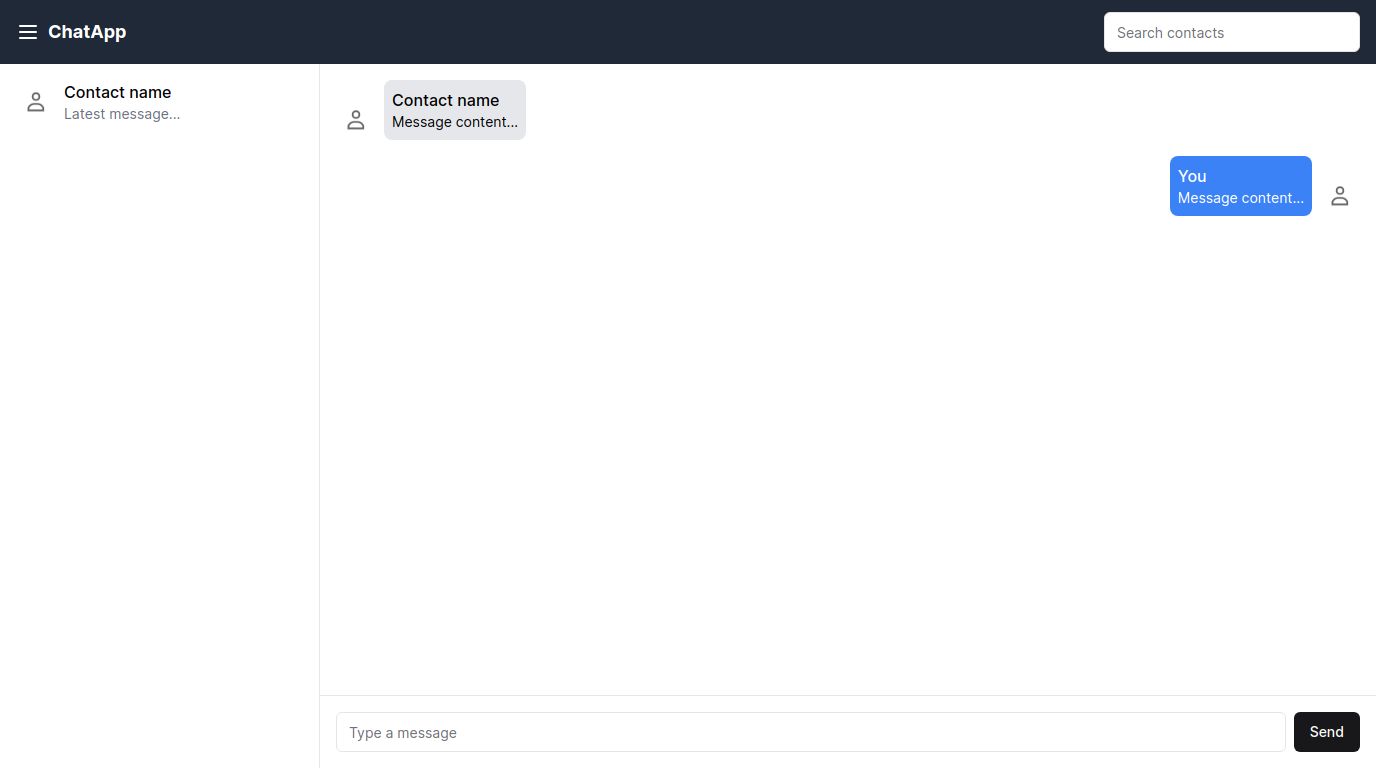 ChatApp
Search contacts
Contact name
Latest message...
Contact name
Message content...
You
Message content...
Type a message
Send